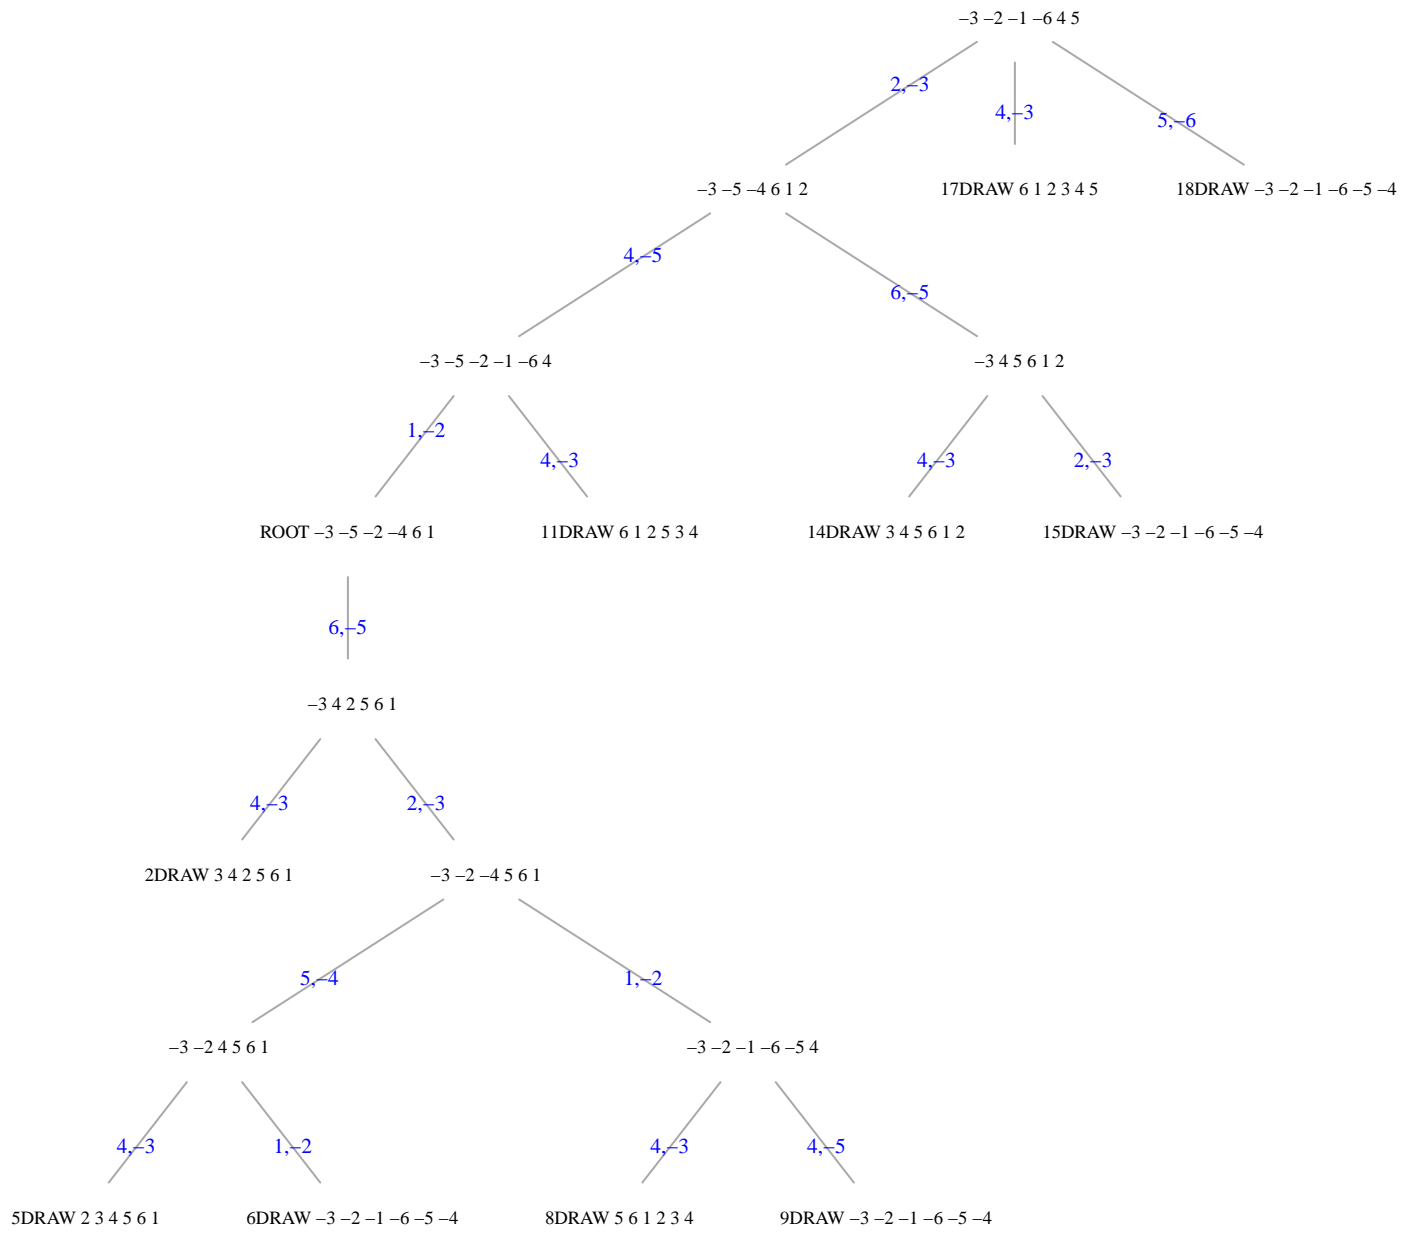 –3 –2 –1 –6 4 5
2,–3
4,–3
5,–6
–3 –5 –4 6 1 2
17DRAW 6 1 2 3 4 5
18DRAW –3 –2 –1 –6 –5 –4
4,–5
6,–5
–3 –5 –2 –1 –6 4
–3 4 5 6 1 2
1,–2
4,–3
4,–3
2,–3
ROOT –3 –5 –2 –4 6 1
11DRAW 6 1 2 5 3 4
14DRAW 3 4 5 6 1 2
15DRAW –3 –2 –1 –6 –5 –4
6,–5
–3 4 2 5 6 1
4,–3
2,–3
2DRAW 3 4 2 5 6 1
–3 –2 –4 5 6 1
5,–4
1,–2
–3 –2 4 5 6 1
–3 –2 –1 –6 –5 4
4,–3
1,–2
4,–3
4,–5
5DRAW 2 3 4 5 6 1
6DRAW –3 –2 –1 –6 –5 –4
8DRAW 5 6 1 2 3 4
9DRAW –3 –2 –1 –6 –5 –4